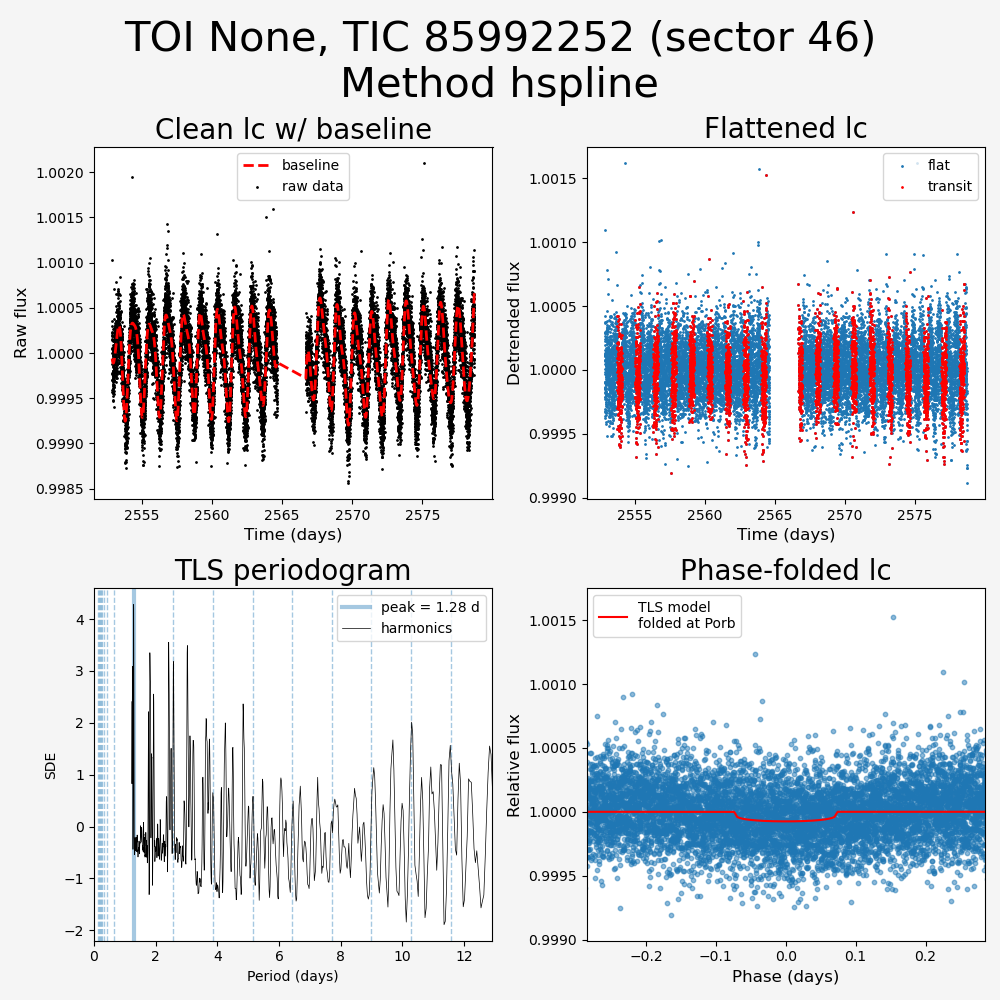 TOI None, TIC 85992252 (sector 46)
Method hspline
Clean lc w/ baseline
baseline
raw data
1.0020
1.0015
1.0010
1.0005
1.0000
0.9995
0.9990
0.9985
Raw flux
2555
2560
2565
2570
2575
Time (days)
Flattened lc
flat
transit
1.0015
1.0010
1.0005
1.0000
0.9995
0.9990
Detrended flux
2555
2560
2565
2570
2575
Time (days)
TLS periodogram
peak = 1.28 d
harmonics
4
3
2
1
0
−1
−2
SDE
0
2
4
6
8
10
12
Period (days)
Phase-folded lc
TLS model
folded at Porb
1.0015
1.0010
1.0005
1.0000
0.9995
0.9990
Relative flux
−0.2
−0.1
0.0
0.1
0.2
Phase (days)